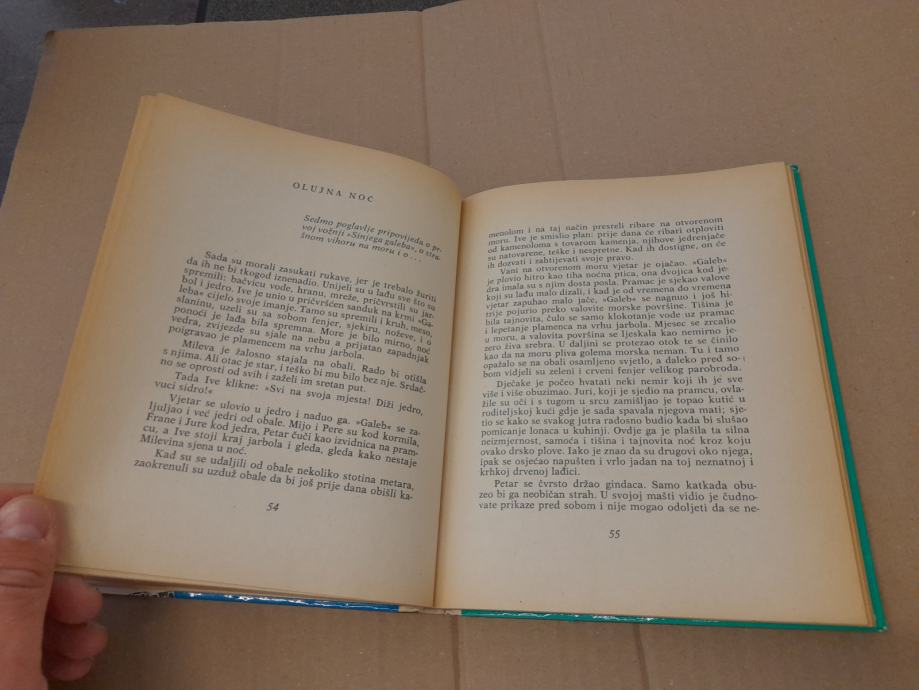 OLUJNA NOĆ
Sedmo poglavlje pripovijeda o pr-
voj vožnji »Sinjega galeba«, o stra-
žnom vihoru na moru i o . . .
Sada su morali zasukati rukave, jer je trebalo žuriti
da ih ne bi tkogod iznenadio. Unijeli su u lađu sve što su
spremili: bačvicu vode, hranu, mreže, pričvrstili su jar-
bol i jedro. Ive je unio u pričvršćen sanduk na krmi »Ga-
leba« cijelo svoje imanje. Tamo su spremili i kruh, meso,
slaninu, uzeli su sa sobom fenjer, sjekiru, noževe, i o
ponoći je lađa bila spremna. More je bilo mirno, noć
vedra, zvijezde su sjale na nebu a prijatan zapadnjak
poigravao je plamencem na vrhu jarbola.
Mileva je žalosno stajala na obali. Rado bi otišla
s njima. Ali otac je star, i teško bi mu bilo bez nje. Srdač-
no se oprosti od svih i zaželi im sretan put.
Tada Ive klikne: »Svi na svoja mjesta! Diži jedro,
vuci sidro!«
Vjetar se ulovio u jedro i naduo ga. »Galeb« se za-
ljuljao i već jedri od obale. Mijo i Pere su kod kormila,
Frane i Jure kod jedra, Petar čuči kao izvidnica na pram-
cu, a Ive stoji kraj jarbola i gleda, gleda kako nestaje
Milevina sjena u noć.
Kad su se udaljili od obale nekoliko stotina metara,
zaokrenuli su uzduž obale da bi još prije dana obišli ka-
54
menolom i na taj način presreli ribare na otvorenom
moru. Ive je smislio plan: prije dana će ribari otploviti
od kamenoloma s tovarom kamenja, njihove jedrenjače
su natovarene, teške i nespretne. Kad ih dostigne, on će
ih dozvati i zahtijevati svoje pravo.
Vani na otvorenom moru vjetar je ojačao. »Galeb«
je plovio hitro kao tiha noćna ptica, ona dvojica kod je-
dra imala su s njim dosta posla. Pramac je sjekao valove
koji su lađu malo dizali, i kad je od vremena do vremena
vjetar zapuhao malo jače, »Galeb« se nagnuo i još hi-
trije pojurio preko valovite morske površine. Tišina je
bila tajnovita, čulo se samo klokotanje vode uz pramac
i lepetanje plamenca na vrhu jarbola. Mjesec se zrcalio
u moru, a valovita površina se ljeskala kao nemirno je-
zero živa srebra. U daljini se protezao otok te se činilo
kao da na moru pliva golema morska neman. Tu i tamo
opažalo se na obali osamljeno svjetlo, a daleko pred so-
bom vidjeli su zeleni i crveni fenjer velikog parobroda.
Dječake je počeo hvatati neki nemir koji ih je sve
više i više obuzimao. Juri, koji je sjedio na pramcu, ovla-
žile su oči i s tugom u srcu zamišljao je topao kutić u
roditeljskoj kući gdje je sada spavala njegova mati; sje-
tio se kako se svakog jutra radosno budio kada bi slušao
pomicanje lonaca u kuhinji. Ovdje ga je plašila ta silna
neizmjernost, samoća i tišina i tajnovita noć kroz koju
ovako drsko plove. Iako je znao da su drugovi oko njega,
ipak se osjećao napušten i vrlo jadan na toj neznatnoj i
krhkoj drvenoj lađici.
Petar se čvrsto držao gindaca. Samo katkada obu-
zeo bi ga neobičan strah. U svojoj mašti vidio je čudno-
vate prikaze pred sobom i nije mogao odoljeti da se ne-
55